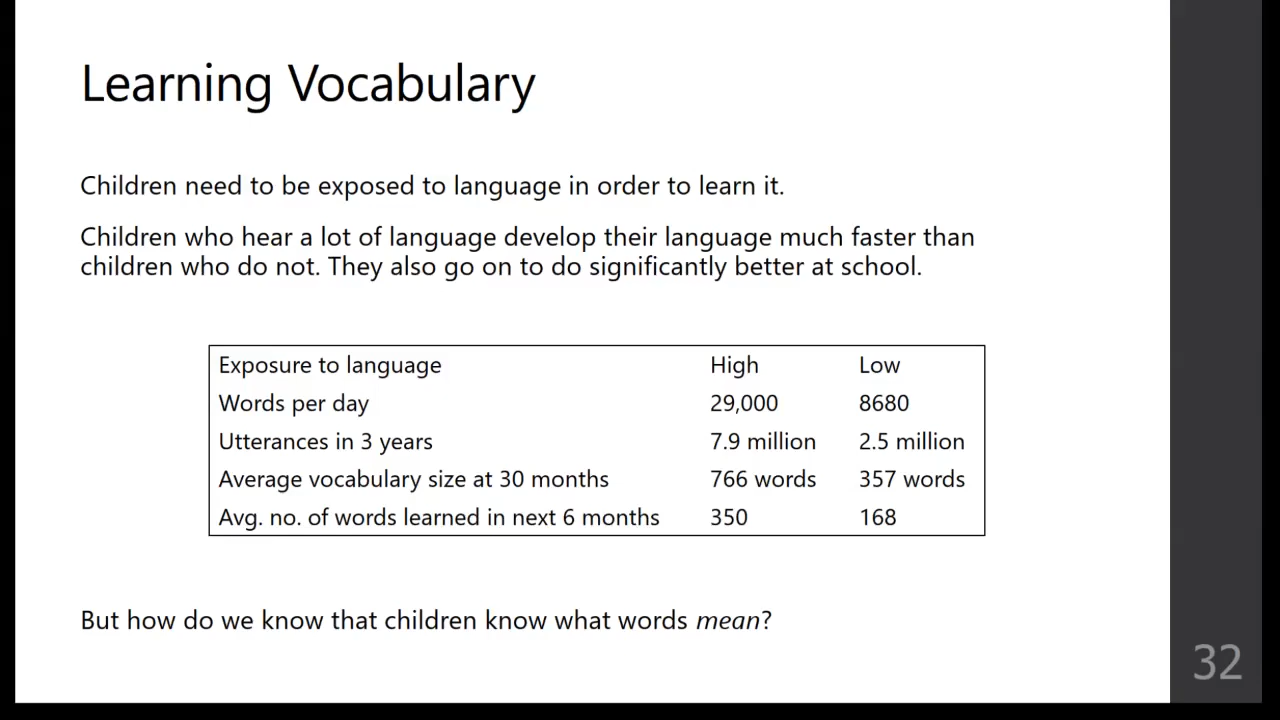 Learning Vocabulary
Children need to be exposed to language in order to learn it.
Children who hear a lot of language develop their language much faster than
children who do not. They also go on to do significantly better at school.
Exposure to language High Low
Words per day 29,000 8680
Utterances in 3 years 7.9 million 2.5 million
Average vocabulary size at 30 months 766 words 357 words
Avg. no. of words learned in next 6 months 350 168
But how do we know that children know what words mean?
32